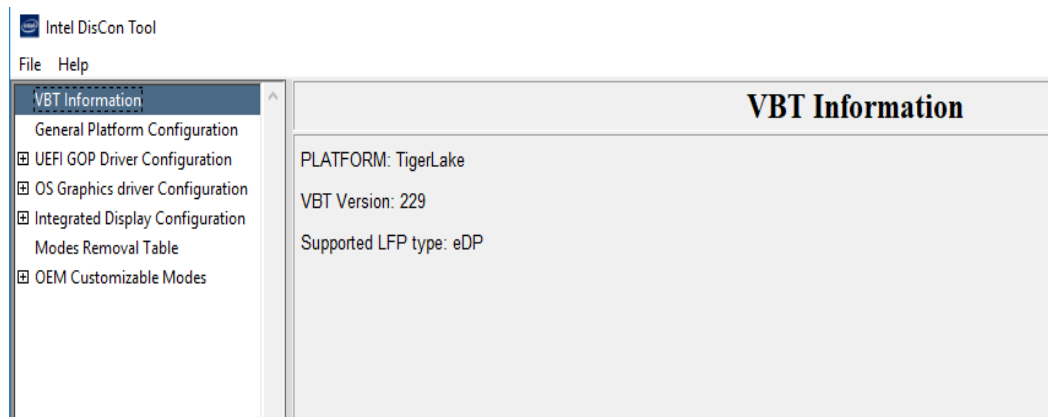 Intel DisCon Tool
File Help
VBT Information
General Platform Configuration
UEFI GOP Driver Configuration
OS Graphics driver Configuration
Integrated Display Configuration
Modes Removal Table
OEM Customizable Modes
VBT Information
PLATFORM: TigerLake
VBT Version: 229
Supported LFP type: eDP